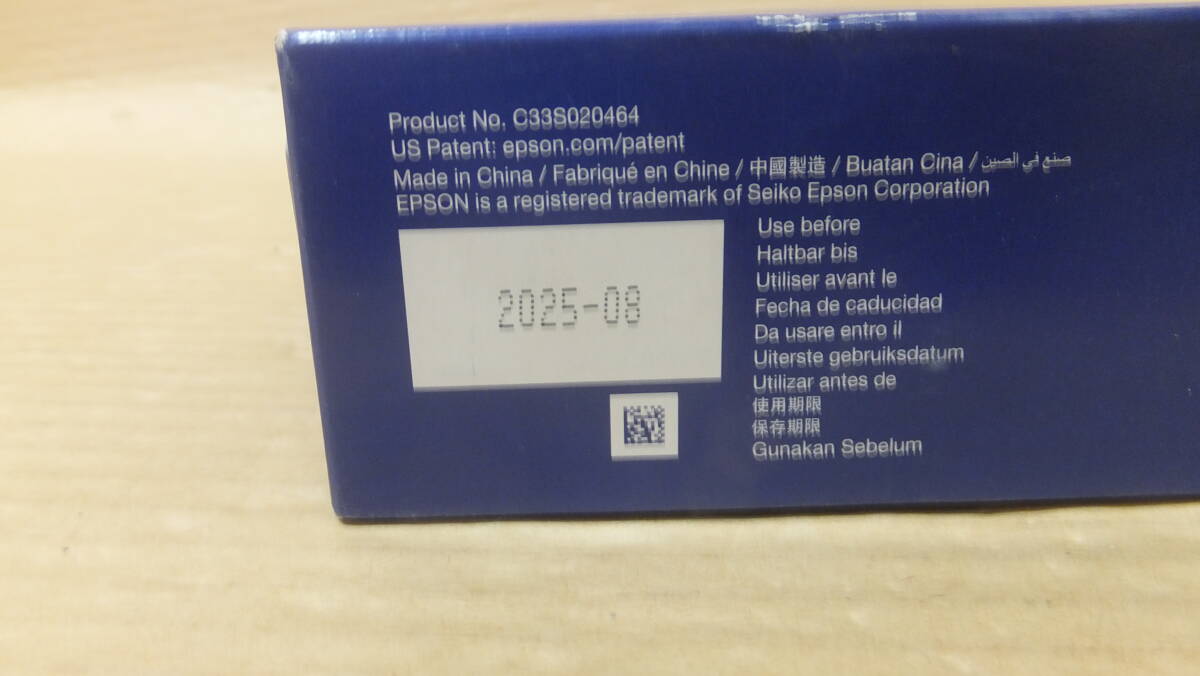 Product No. C33S020464
US Patent: epson.com/patent
Made in China / Fabriqué en Chine / 中國製造 / Buatan Cina / صنع في الصين
EPSON is a registered trademark of Seiko Epson Corporation
2025-08
Use before
Haltbar bis
Utiliser avant le
Fecha de caducidad
Da usare entro il
Uiterste gebruiksdatum
Utilizar antes de
使用期限
保存期限
Gunakan Sebelum